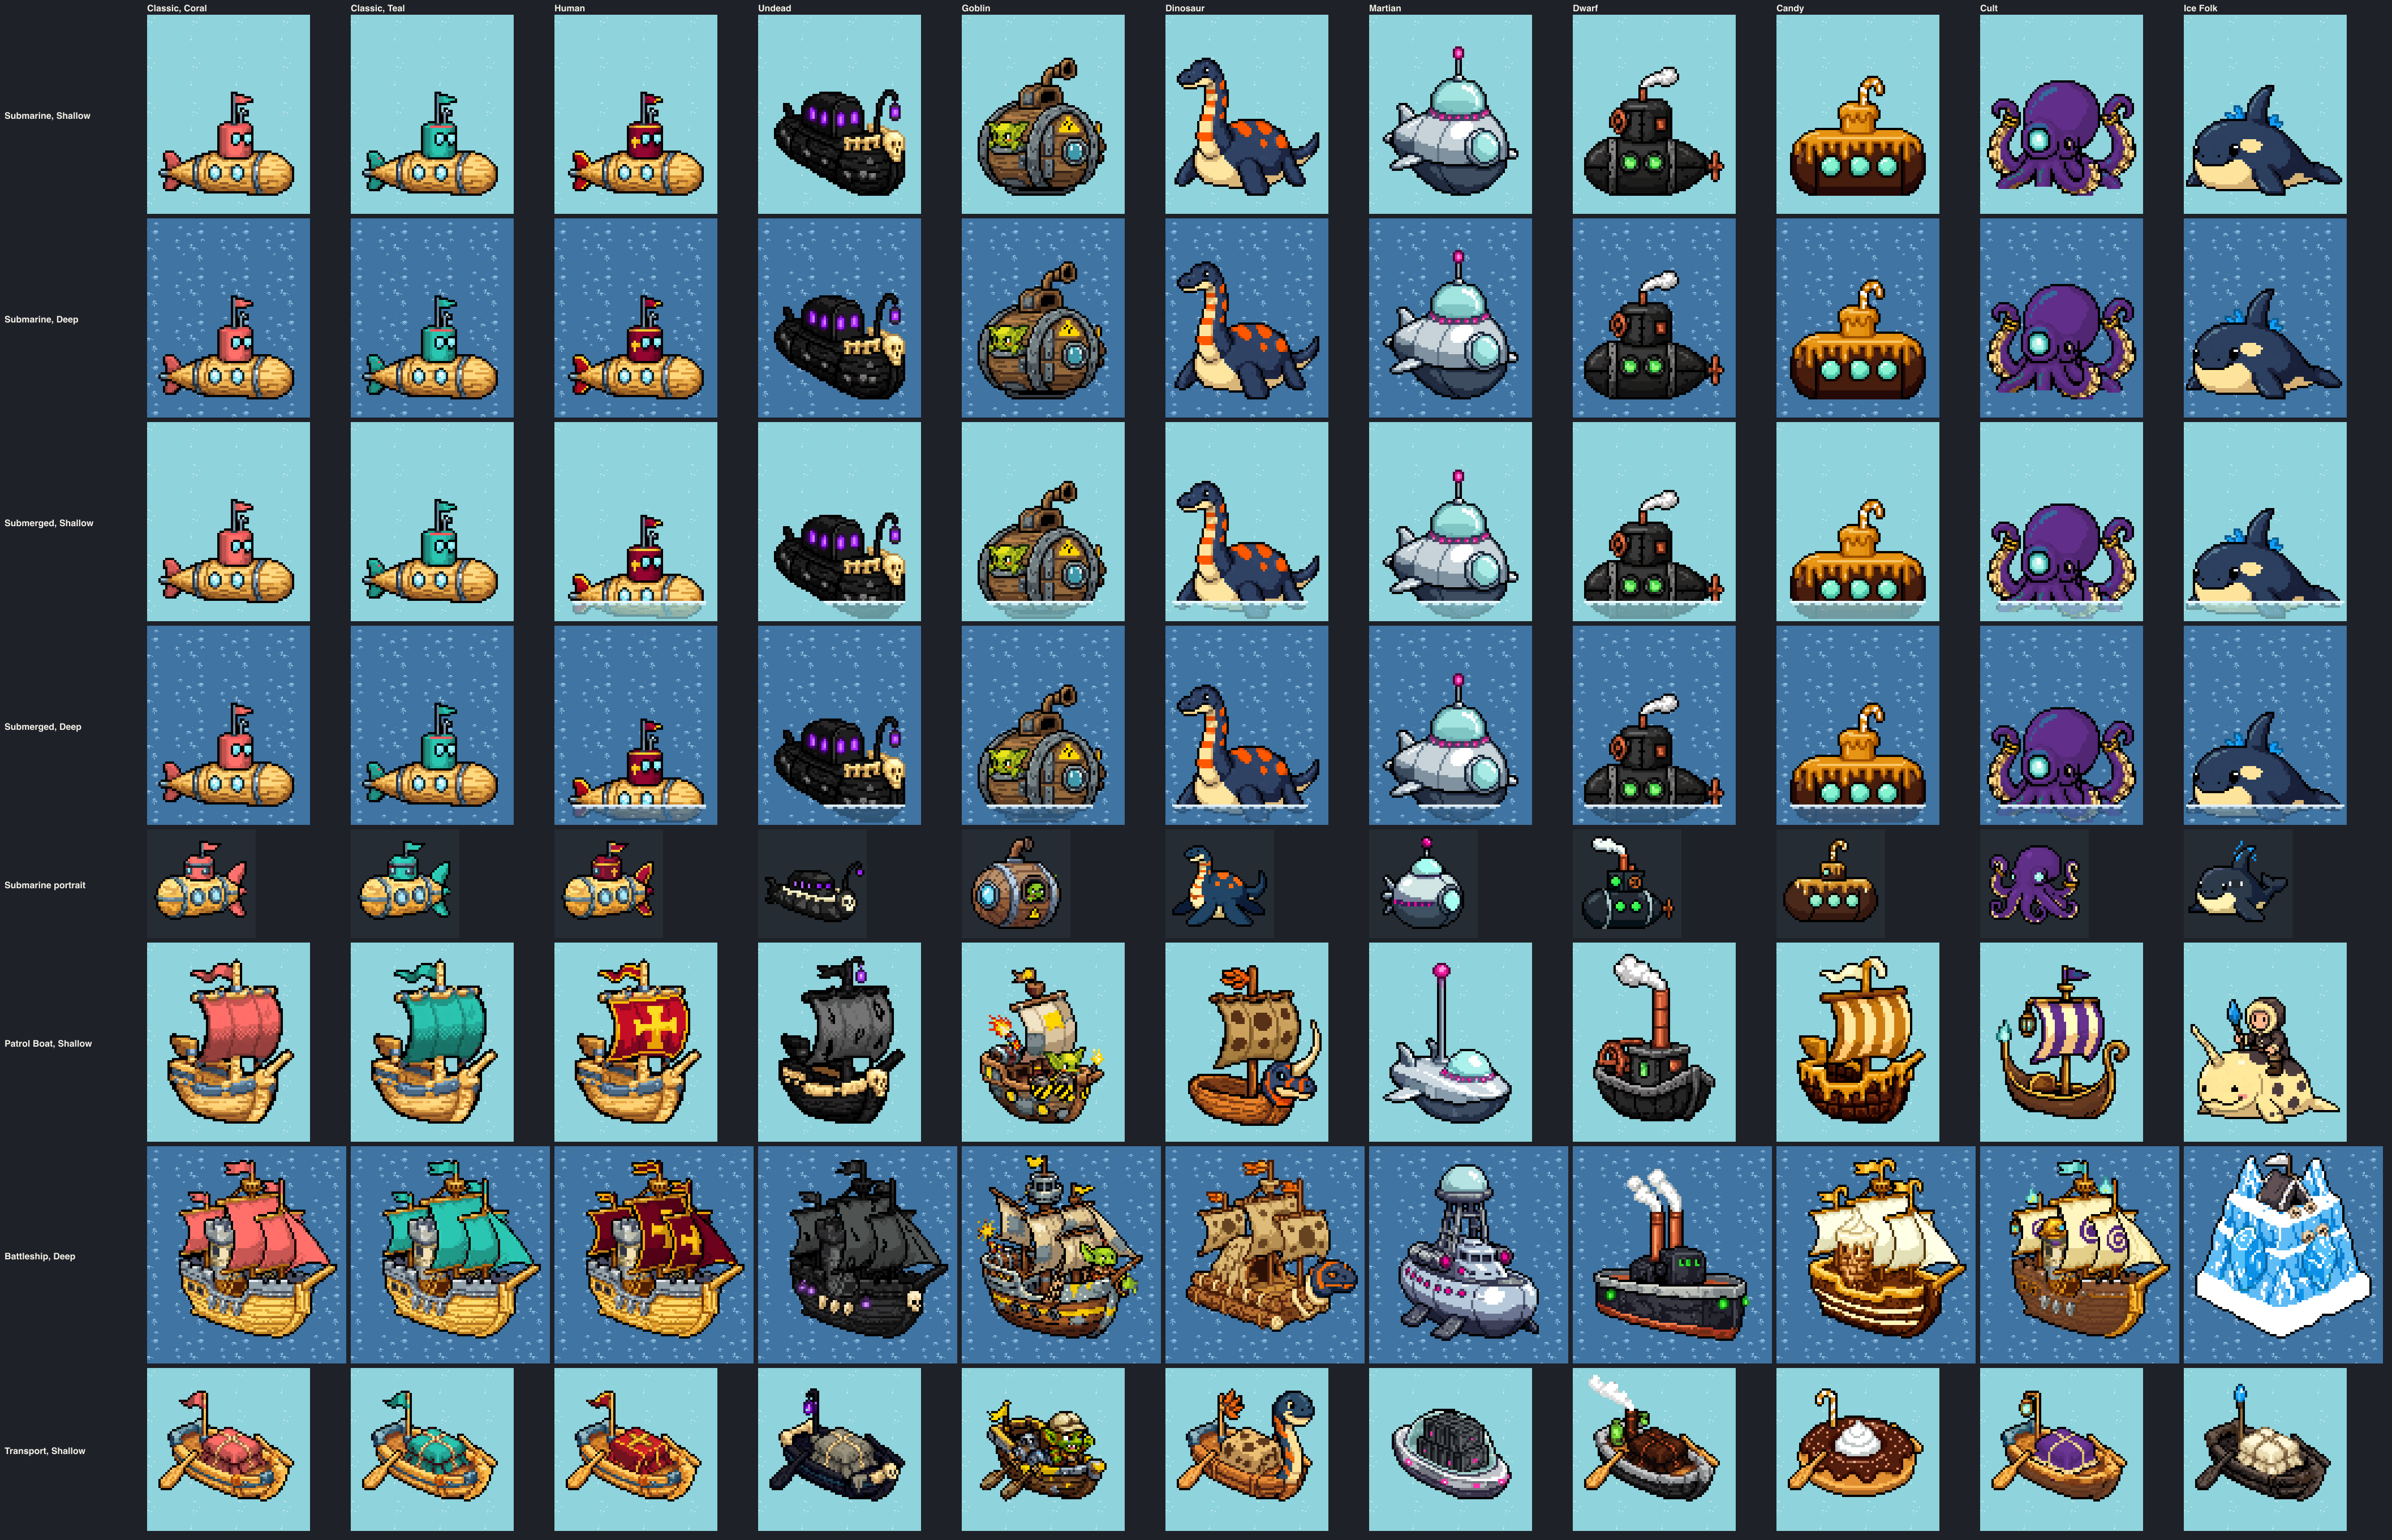 Classic, Coral
Classic, Teal
Human
Undead
Goblin
Dinosaur
Martian
Dwarf
Candy
Cult
Ice Folk
Submarine, Shallow
Submarine, Deep
Submerged, Shallow
Submerged, Deep
Submarine portrait
Patrol Boat, Shallow
Battleship, Deep
Transport, Shallow